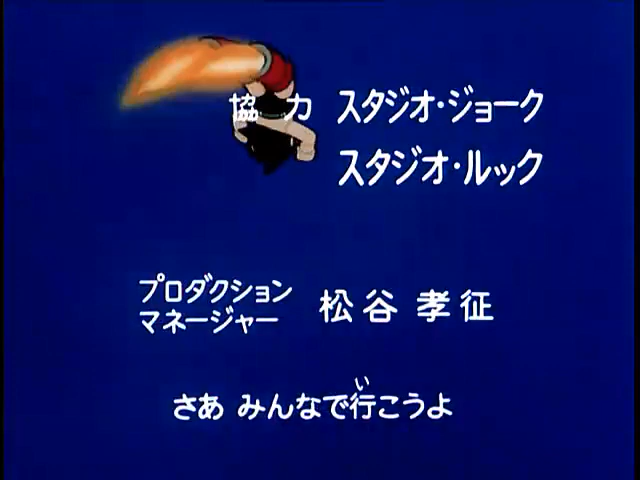 協力 スタジオ・ジョーク
スタジオ・ルック
プロダクション
マネージャー 松谷孝征
さあ みんなで行こうよ
い